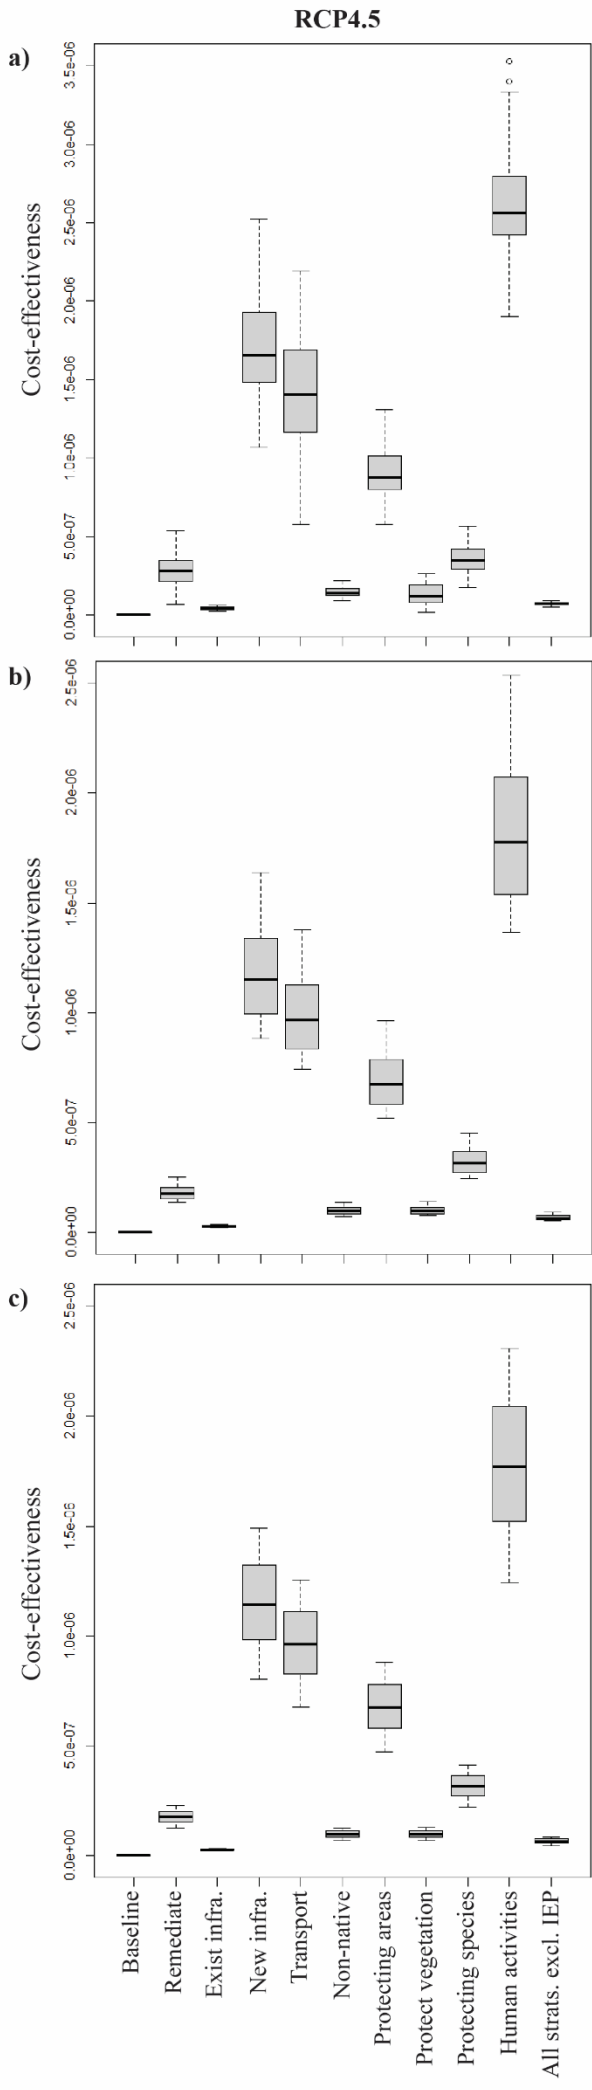 RCP4.5
a)
Cost-effectiveness
3.5e-06
3.0e-06
2.5e-06
2.0e-06
1.5e-06
1.0e-06
5.0e-07
0.0e+00
b)
Cost-effectiveness
2.5e-06
2.0e-06
1.5e-06
1.0e-06
5.0e-07
0.0e+00
c)
Cost-effectiveness
2.5e-06
2.0e-06
1.5e-06
1.0e-06
5.0e-07
0.0e+00
Baseline
Remediate
Exist infra.
New infra.
Transport
Non-native
Protecting areas
Protect vegetation
Protecting species
Human activities
All strats. excl. IEP